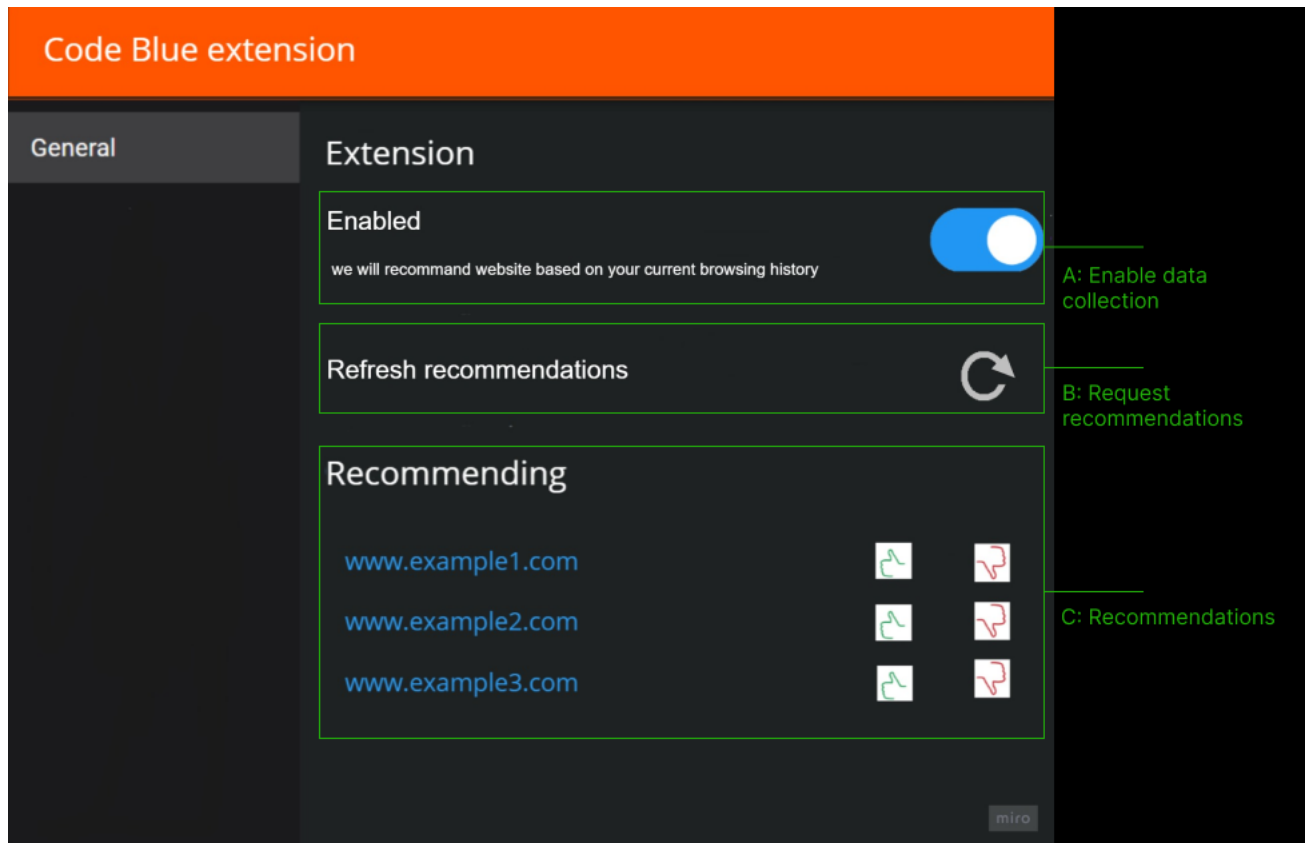 Code Blue extension
General
Extension
Enabled
we will recommand website based on your current browsing history
A: Enable data
collection
Refresh recommendations
B: Request
recommendations
Recommending
www.example1.com
www.example2.com
C: Recommendations
www.example3.com
miro